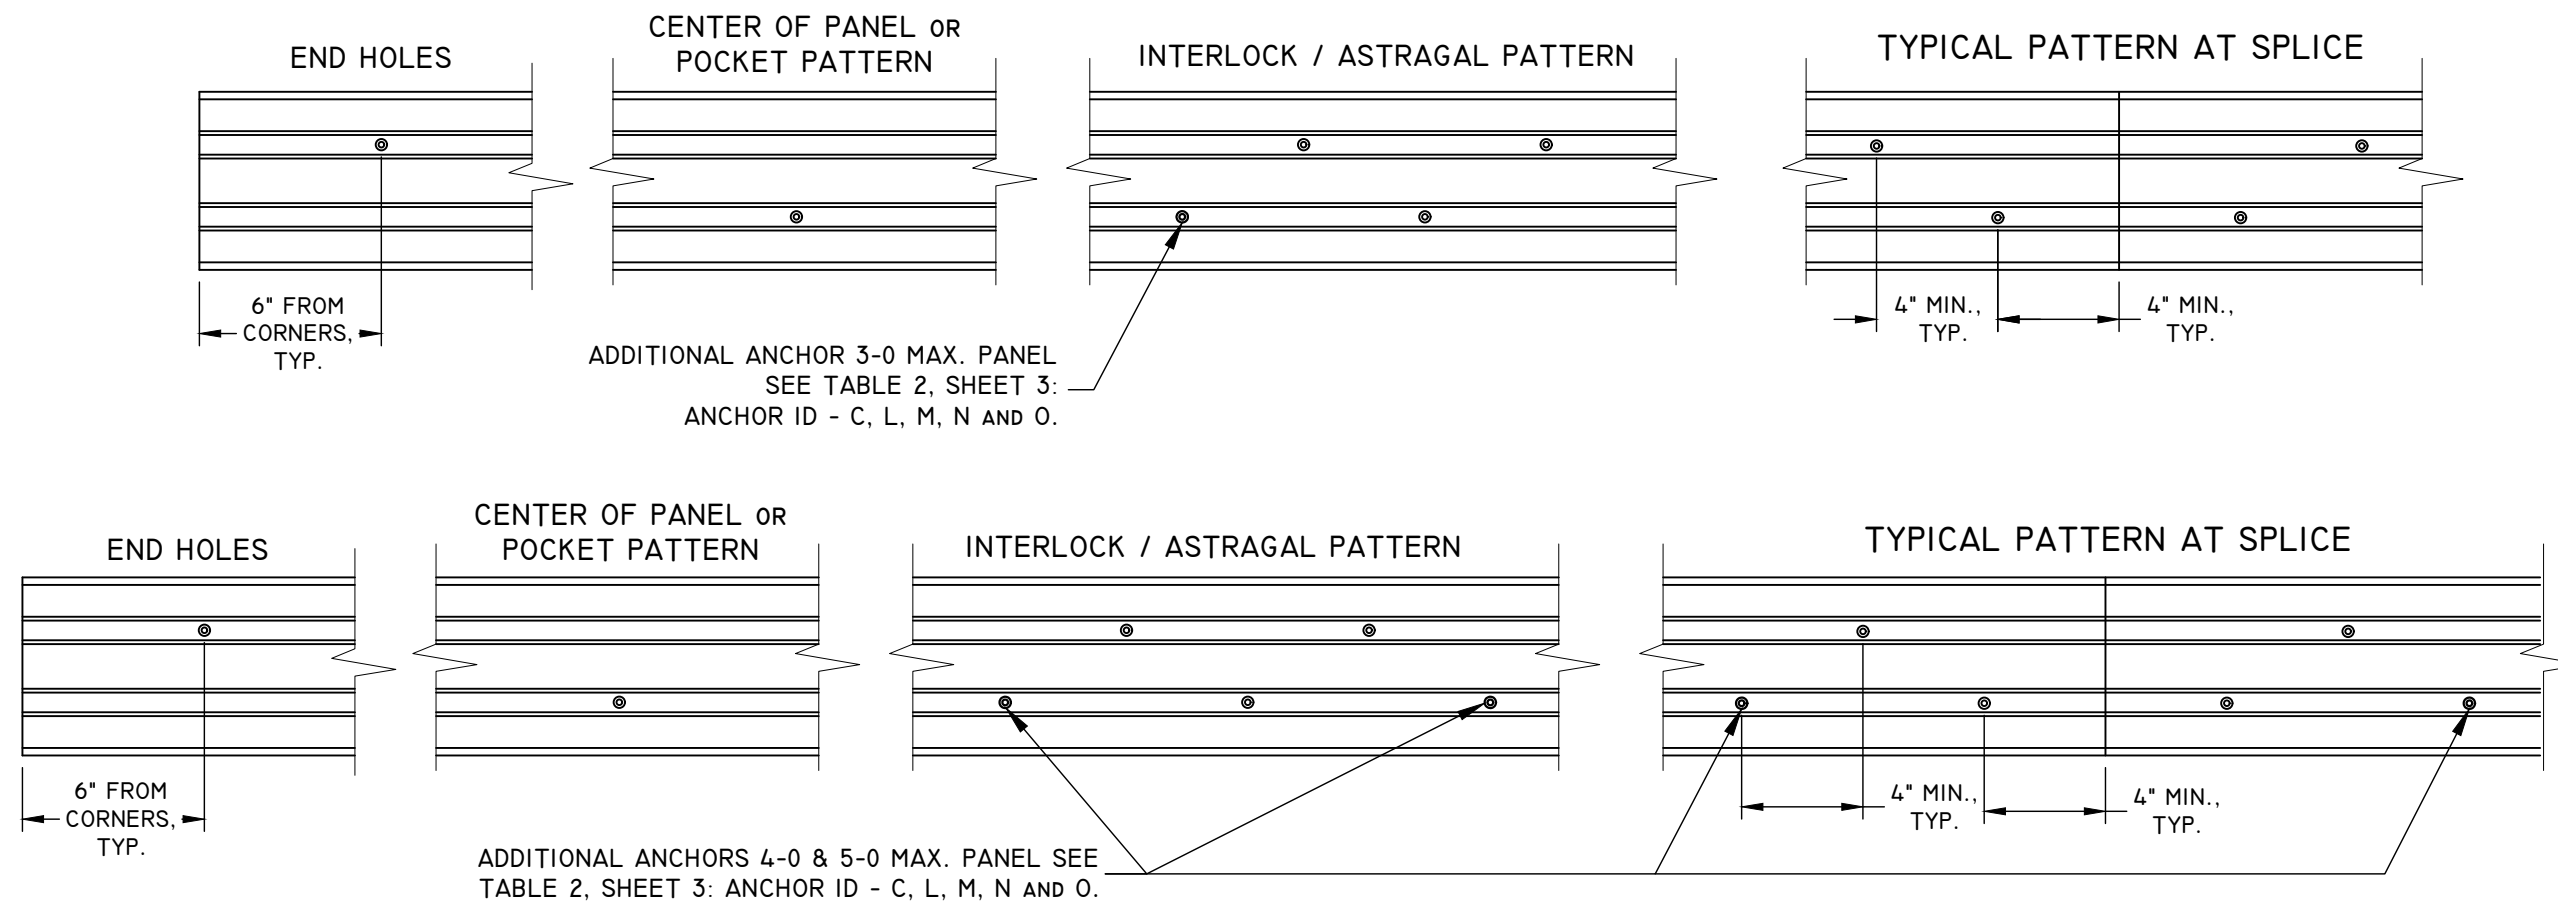 END HOLES
CENTER OF PANEL OR
POCKET PATTERN
INTERLOCK / ASTRAGAL PATTERN
TYPICAL PATTERN AT SPLICE
6" FROM
CORNERS,
TYP.
4" MIN.,
TYP.
4" MIN.,
TYP.
ADDITIONAL ANCHOR 3-0 MAX. PANEL
SEE TABLE 2, SHEET 3:
ANCHOR ID - C, L, M, N AND O.
END HOLES
CENTER OF PANEL OR
POCKET PATTERN
INTERLOCK / ASTRAGAL PATTERN
TYPICAL PATTERN AT SPLICE
6" FROM
CORNERS,
TYP.
4" MIN.,
TYP.
4" MIN.,
TYP.
ADDITIONAL ANCHORS 4-0 & 5-0 MAX. PANEL SEE
TABLE 2, SHEET 3: ANCHOR ID - C, L, M, N AND O.